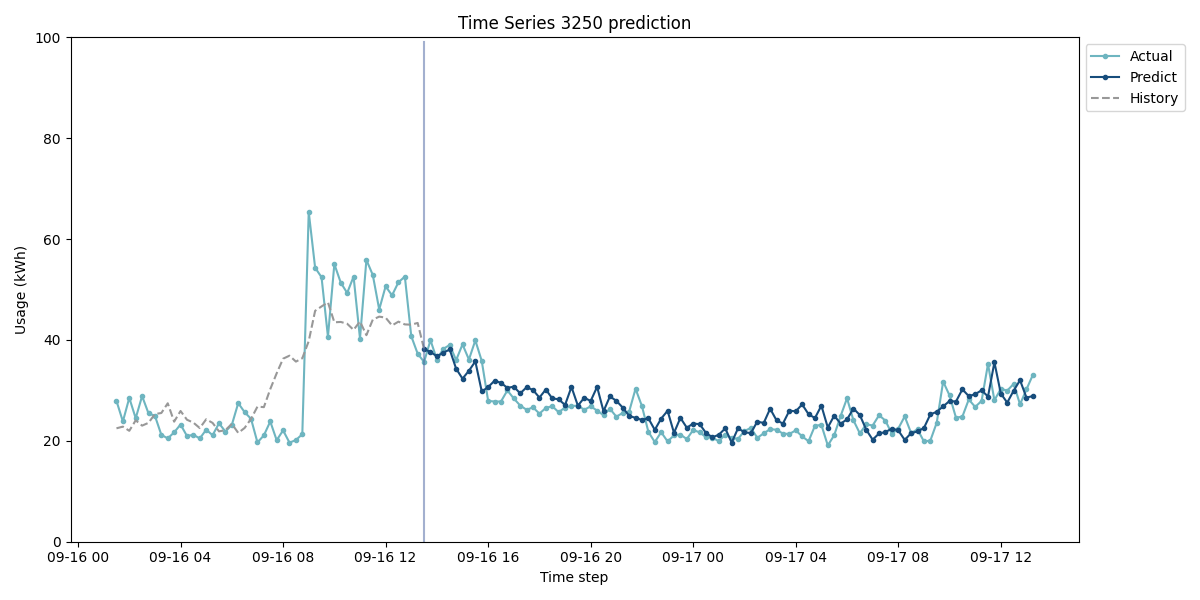 Time Series 3250 prediction
100
80
60
40
20
0
Usage (kWh)
09-16 00
09-16 04
09-16 08
09-16 12
09-16 16
09-16 20
09-17 00
09-17 04
09-17 08
09-17 12
Time step
Actual
Predict
History